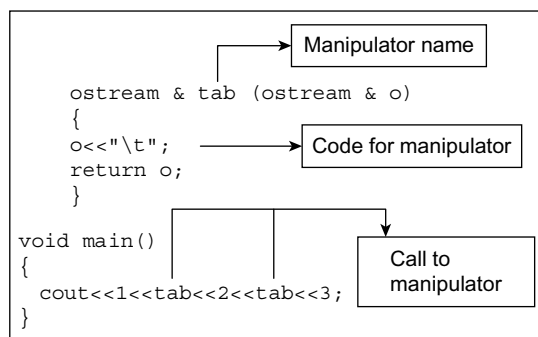 Manipulator name
ostream & tab (ostream & o)
{
o<<"\t";
Code for manipulator
return o;
}
void main()
{
Call to
manipulator
cout<<1<<tab<<2<<tab<<3;
}